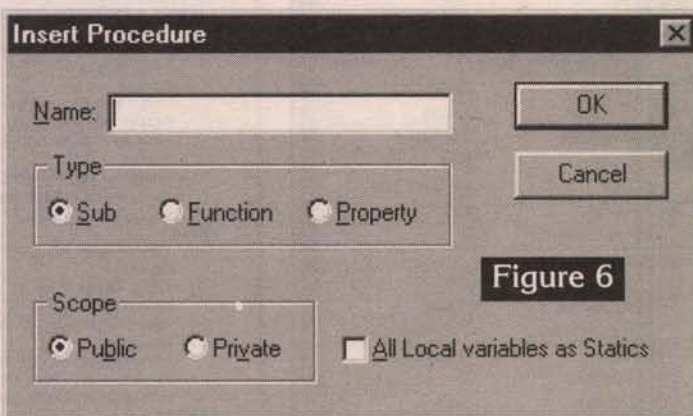 Insert Procedure
Name:
OK
Type
Cancel
Sub Function Property
Figure 6
Scope
Public Private
All Local variables as Statics